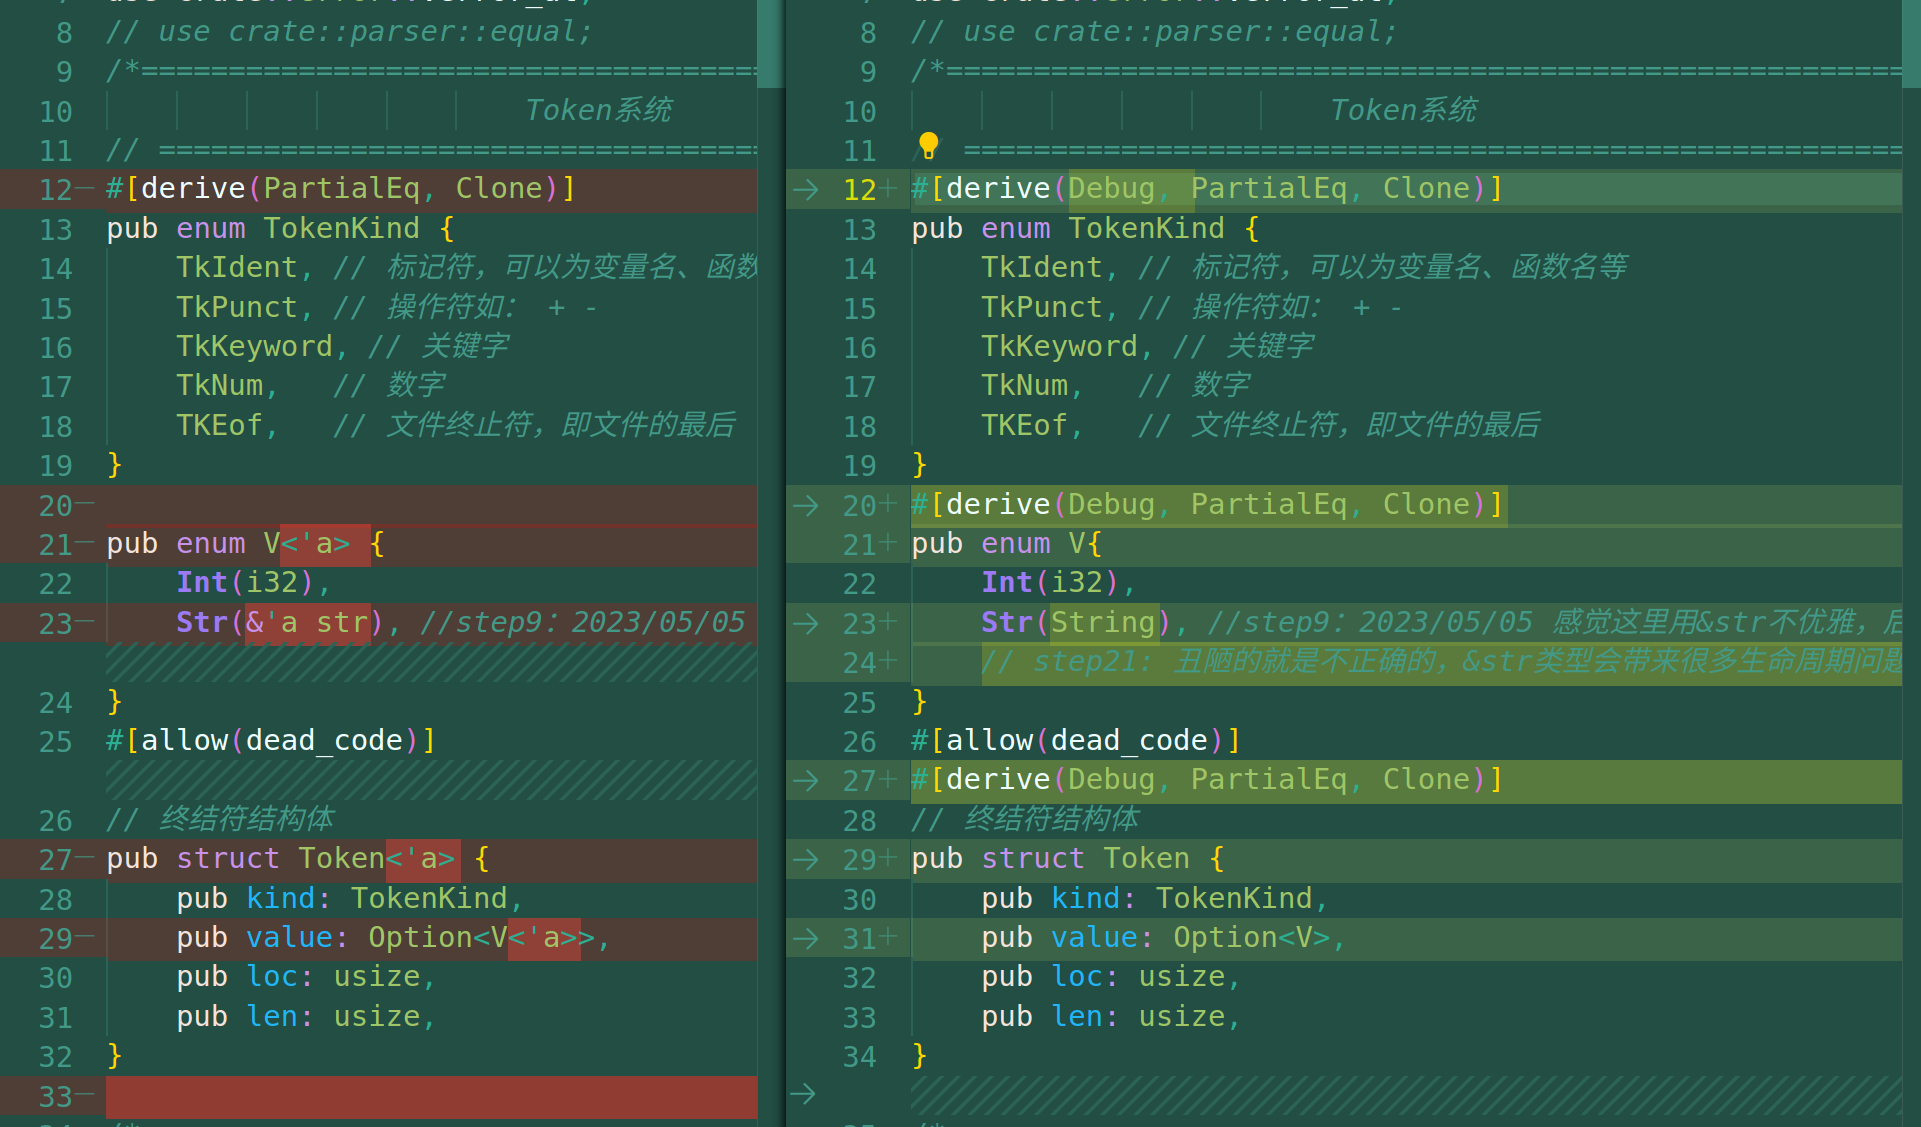 8 // use crate::parser::equal;
9 /*===================================
10 Token系统
11 // ==================================
12 #[derive(PartialEq, Clone)]
13 pub enum TokenKind {
14 TkIdent, // 标记符，可以为变量名、函数
15 TkPunct, // 操作符如： + -
16 TkKeyword, // 关键字
17 TkNum, // 数字
18 TKEof, // 文件终止符，即文件的最后
19 }
20
21 pub enum V<'a> {
22 Int(i32),
23 Str(&'a str), //step9：2023/05/05
24 }
25 #[allow(dead_code)]
26 // 终结符结构体
27 pub struct Token<'a> {
28 pub kind: TokenKind,
29 pub value: Option<V<'a>>,
30 pub loc: usize,
31 pub len: usize,
32 }
33
8 // use crate::parser::equal;
9 /*=======================================================
10 Token系统
11 ======================================================
12 #[derive(Debug, PartialEq, Clone)]
13 pub enum TokenKind {
14 TkIdent, // 标记符，可以为变量名、函数名等
15 TkPunct, // 操作符如： + -
16 TkKeyword, // 关键字
17 TkNum, // 数字
18 TKEof, // 文件终止符，即文件的最后
19 }
20 #[derive(Debug, PartialEq, Clone)]
21 pub enum V{
22 Int(i32),
23 Str(String), //step9：2023/05/05 感觉这里用&str不优雅，后
24 // step21: 丑陋的就是不正确的，&str类型会带来很多生命周期问题
25 }
26 #[allow(dead_code)]
27 #[derive(Debug, PartialEq, Clone)]
28 // 终结符结构体
29 pub struct Token {
30 pub kind: TokenKind,
31 pub value: Option<V>,
32 pub loc: usize,
33 pub len: usize,
34 }